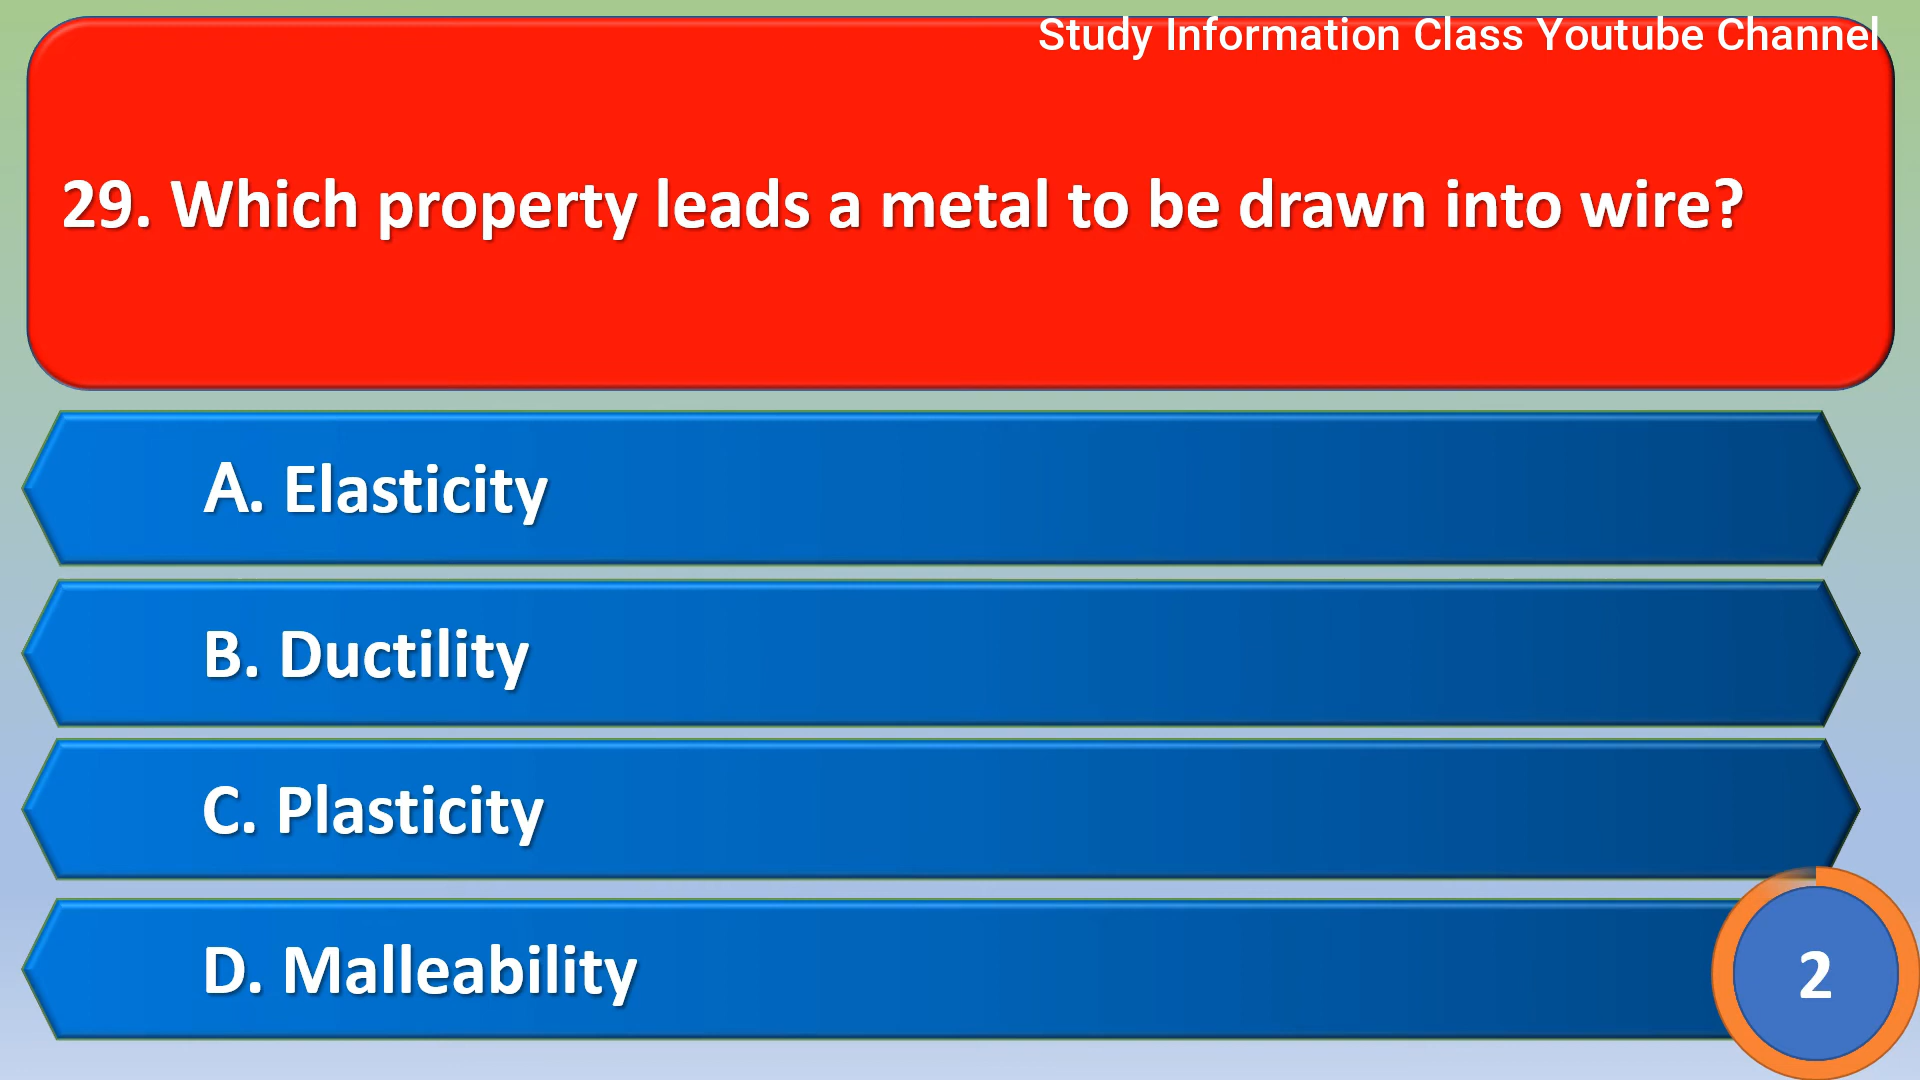 Study Information Class Youtube Channel
29. Which property leads a metal to be drawn into wire?
A. Elasticity
B. Ductility
C. Plasticity
D. Malleability
2